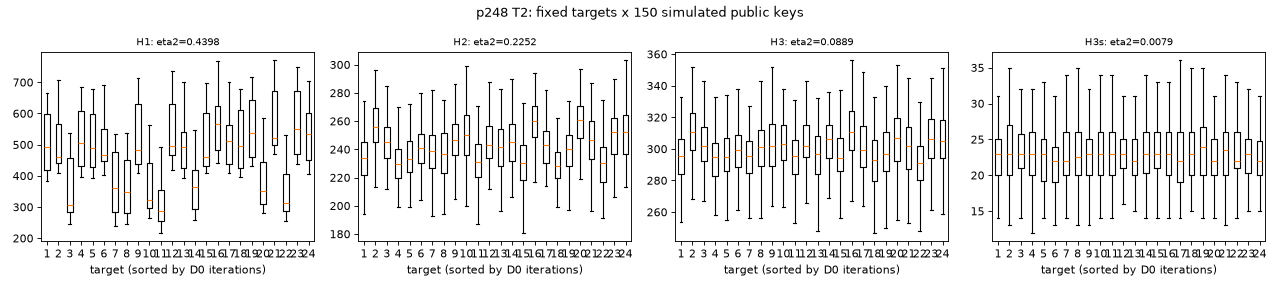 p248 T2: fixed targets x 150 simulated public keys
H1: eta2=0.4398
H2: eta2=0.2252
H3: eta2=0.0889
H3s: eta2=0.0079
700
600
500
400
300
200
1 2 3 4 5 6 7 8 9 10 11 12 13 14 15 16 17 18 19 20 21 22 23 24
target (sorted by D0 iterations)
300
280
260
240
220
200
180
1 2 3 4 5 6 7 8 9 10 11 12 13 14 15 16 17 18 19 20 21 22 23 24
target (sorted by D0 iterations)
360
340
320
300
280
260
1 2 3 4 5 6 7 8 9 10 11 12 13 14 15 16 17 18 19 20 21 22 23 24
target (sorted by D0 iterations)
35
30
25
20
15
1 2 3 4 5 6 7 8 9 10 11 12 13 14 15 16 17 18 19 20 21 22 23 24
target (sorted by D0 iterations)